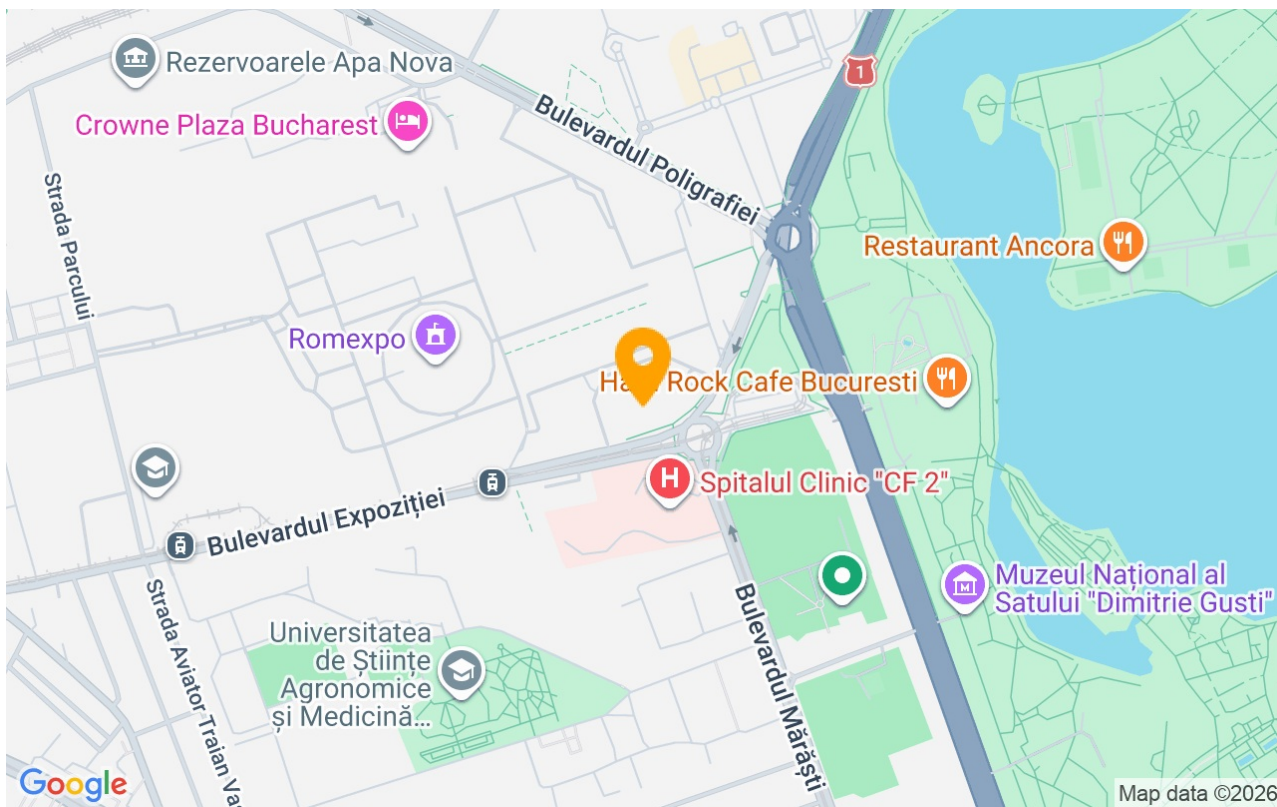 Rezervoarele Apa Nova
1
Crowne Plaza Bucharest
Bulevardul Poligrafiei
Strada Parcului
Restaurant Ancora
Romexpo
Rock Cafe Bucuresti
H
Spitalul Clinic "CF 2"
Bulevardul Expoziției
M
Muzeul Național al
Satului "Dimitrie Gusti"
Strada Aviator Traian
Bulevardul Mărăști
Universitatea
de Științe
Agronomice
și Medicină...
Google
Map data ©2026